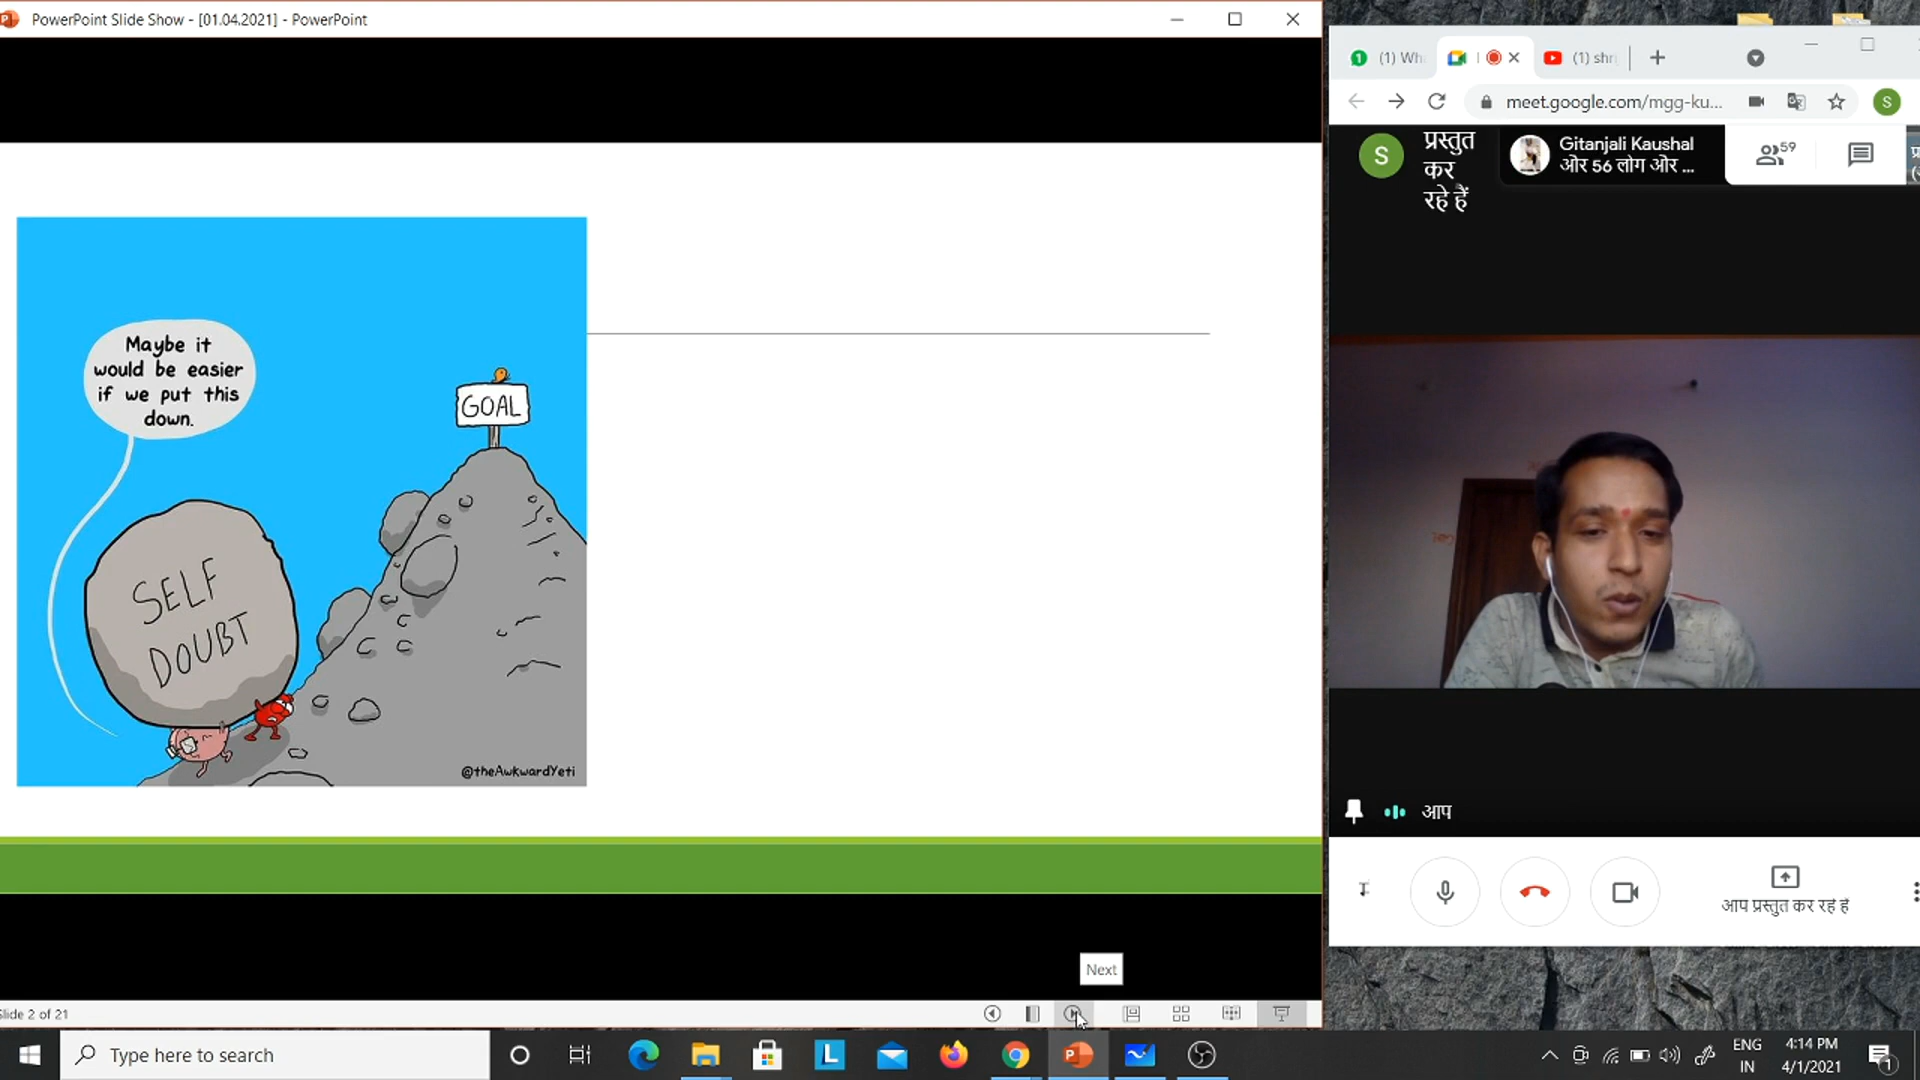 PowerPoint Slide Show - [01.04.2021] - PowerPoint
Maybe it
would be easier
if we put this
down.
GOAL
SELF
DOUBT
@theAwkwardYeti
Next
Slide 2 of 21
(1) Wh
(1) shr
meet.google.com/mgg-ku...
S
S
प्रस्तुत
कर
रहे हैं
Gitanjali Kaushal
ओर 56 लोग ओर ...
59
आप
आप प्रस्तुत कर रहे हैं
Type here to search
ENG
IN
4:14 PM
4/1/2021
1